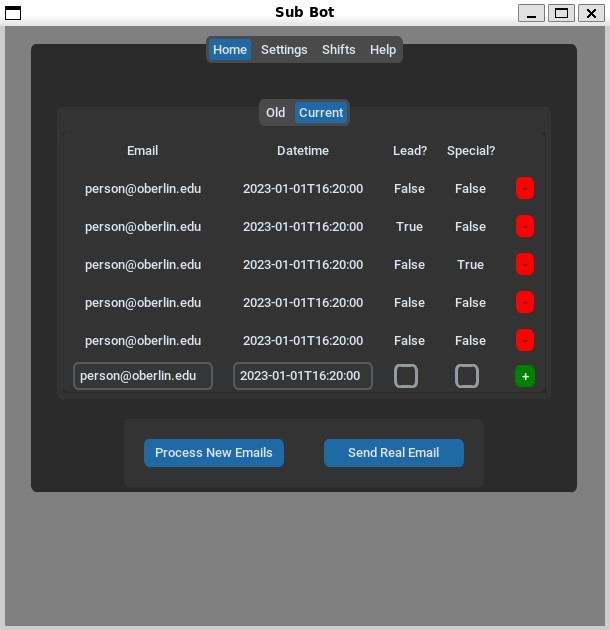 Sub Bot
Home Settings Shifts Help
Old Current
Email Datetime Lead? Special?
person@oberlin.edu 2023-01-01T16:20:00 False False -
person@oberlin.edu 2023-01-01T16:20:00 True False -
person@oberlin.edu 2023-01-01T16:20:00 False True -
person@oberlin.edu 2023-01-01T16:20:00 False False -
person@oberlin.edu 2023-01-01T16:20:00 False False -
person@oberlin.edu 2023-01-01T16:20:00 +
Process New Emails Send Real Email